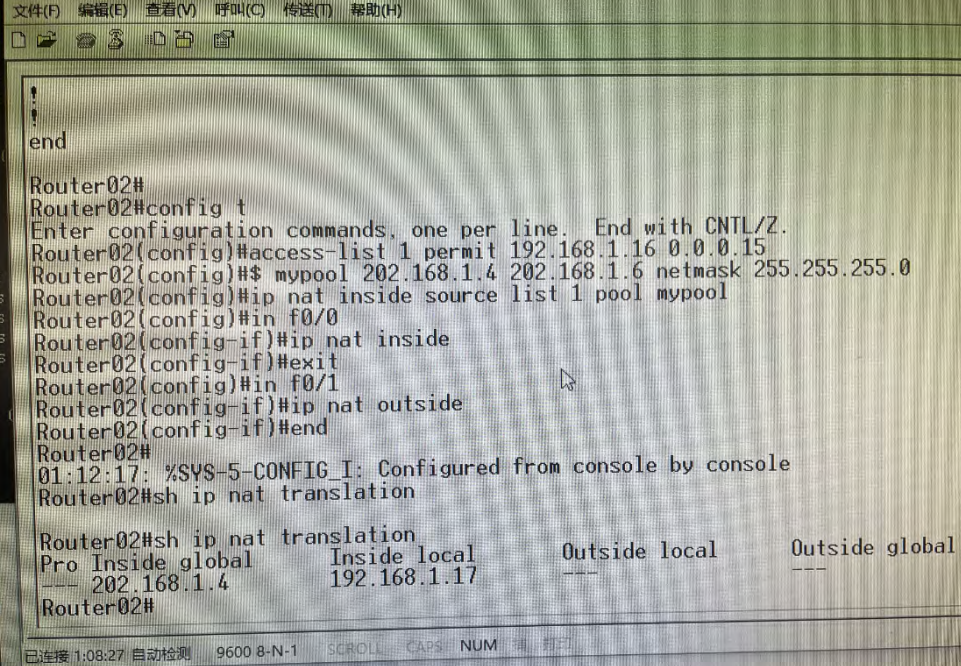 文件(F) 编辑(E) 查看(V) 呼叫(C) 传送(T) 帮助(H)
!
!
end
Router02#
Router02#config t
Enter configuration commands, one per line.  End with CNTL/Z.
Router02(config)#access-list 1 permit 192.168.1.16 0.0.0.15
Router02(config)#$ mypool 202.168.1.4 202.168.1.6 netmask 255.255.255.0
Router02(config)#ip nat inside source list 1 pool mypool
Router02(config)#in f0/0
Router02(config-if)#ip nat inside
Router02(config-if)#exit
Router02(config)#in f0/1
Router02(config-if)#ip nat outside
Router02(config-if)#end
Router02#
01:12:17: %SYS-5-CONFIG_I: Configured from console by console
Router02#sh ip nat translation
Router02#sh ip nat translation
Pro Inside global Inside local Outside local Outside global
--- 202.168.1.4 192.168.1.17 --- ---
Router02#
已连接 1:08:27 自动检测 9600 8-N-1 SCROLL CAPS NUM 打印